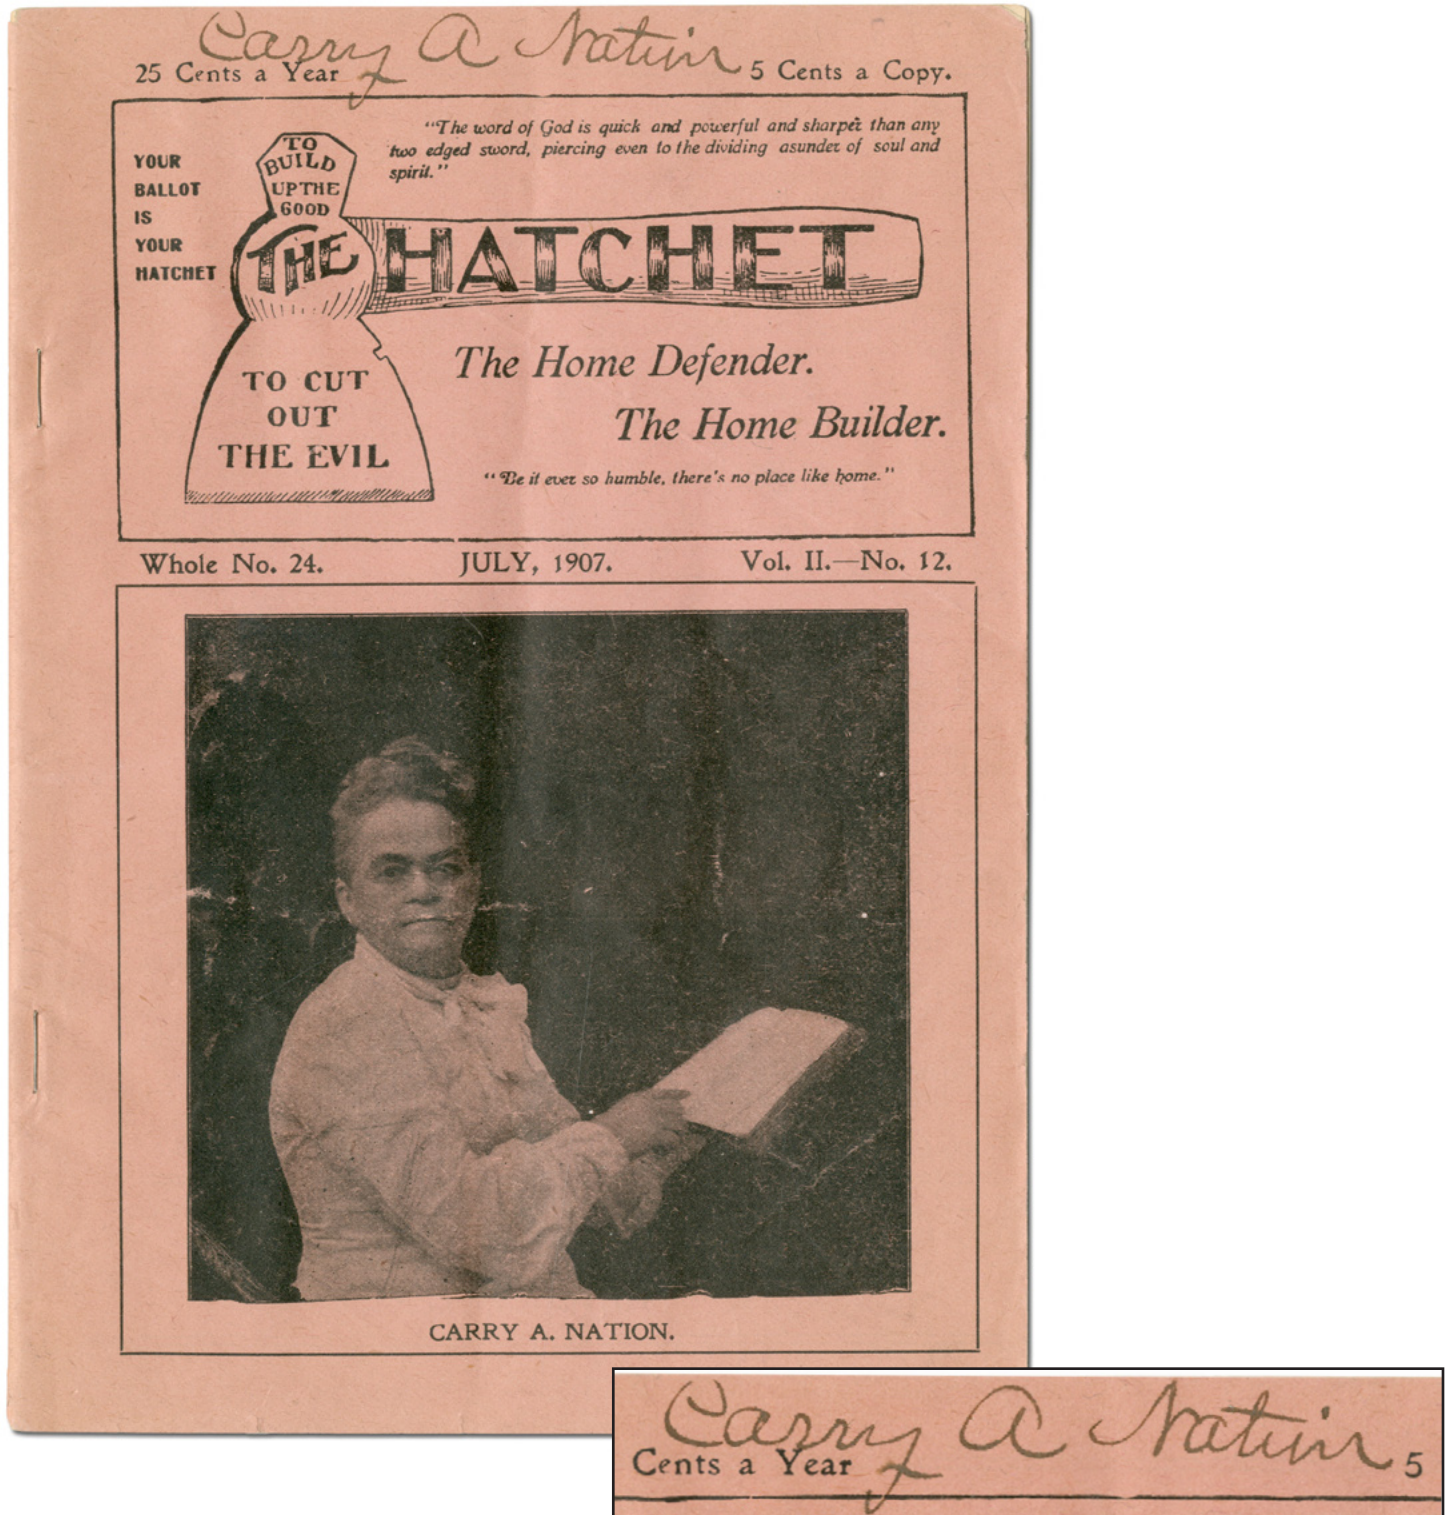 Carry A Nation
25 Cents a Year
5 Cents a Copy.
"The word of God is quick and powerful and sharper than any
two edged sword, piercing even to the dividing asunder of soul and
spirit."
YOUR
BALLOT
IS
YOUR
HATCHET
TO
BUILD
UP THE
GOOD
THE HATCHET
TO CUT
OUT
THE EVIL
The Home Defender.
The Home Builder.
"Be it ever so humble, there's no place like home."
Whole No. 24. JULY, 1907. Vol. II.—No. 12.
CARRY A. NATION.
Carry A Nation
Cents a Year 5